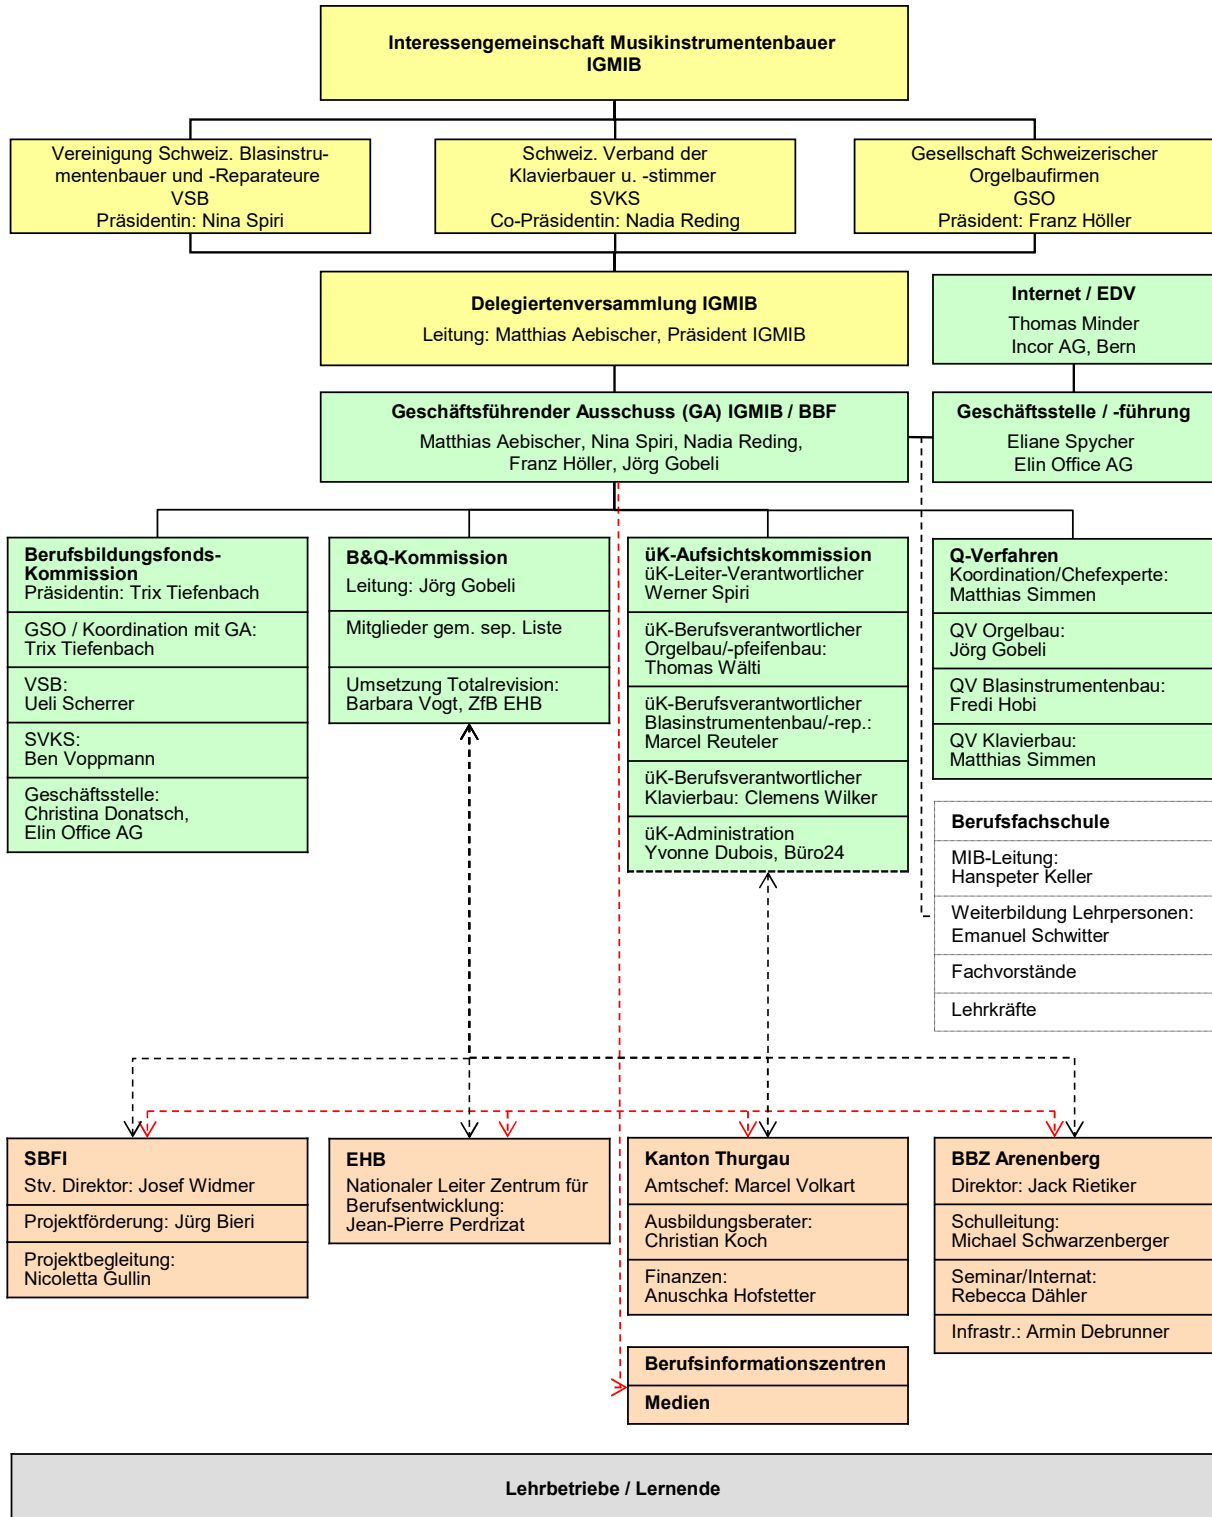 Interessengemeinschaft Musikinstrumentenbauer
IGMIB
Vereinigung Schweiz. Blasinstru-
mentenbauer und -Reparateure
VSB
Präsidentin: Nina Spiri
Schweiz. Verband der
Klavierbauer u. -stimmer
SVKS
Co-Präsidentin: Nadia Reding
Gesellschaft Schweizerischer
Orgelbaufirmen
GSO
Präsident: Franz Höller
Delegiertenversammlung IGMIB
Leitung: Matthias Aebischer, Präsident IGMIB
Internet / EDV
Thomas Minder
Incor AG, Bern
Geschäftsführender Ausschuss (GA) IGMIB / BBF
Matthias Aebischer, Nina Spiri, Nadia Reding,
Franz Höller, Jörg Gobeli
Geschäftsstelle / -führung
Eliane Spycher
Elin Office AG
Berufsbildungsfonds-
Kommission
Präsidentin: Trix Tiefenbach
GSO / Koordination mit GA:
Trix Tiefenbach
VSB:
Ueli Scherrer
SVKS:
Ben Voppmann
Geschäftsstelle:
Christina Donatsch,
Elin Office AG
B&Q-Kommission
Leitung: Jörg Gobeli
Mitglieder gem. sep. Liste
Umsetzung Totalrevision:
Barbara Vogt, ZfB EHB
üK-Aufsichtskommission
üK-Leiter-Verantwortlicher
Werner Spiri
üK-Berufsverantwortlicher
Orgelbau/-pfeifenbau:
Thomas Wälti
üK-Berufsverantwortlicher
Blasinstrumentenbau/-rep.:
Marcel Reuteler
üK-Berufsverantwortlicher
Klavierbau: Clemens Wilker
üK-Administration
Yvonne Dubois, Büro24
Q-Verfahren
Koordination/Chefexperte:
Matthias Simmen
QV Orgelbau:
Jörg Gobeli
QV Blasinstrumentenbau:
Fredi Hobi
QV Klavierbau:
Matthias Simmen
Berufsfachschule
MIB-Leitung:
Hanspeter Keller
Weiterbildung Lehrpersonen:
Emanuel Schwitter
Fachvorstände
Lehrkräfte
SBFI
Stv. Direktor: Josef Widmer
Projektförderung: Jürg Bieri
Projektbegleitung:
Nicoletta Gullin
EHB
Nationaler Leiter Zentrum für
Berufsentwicklung:
Jean-Pierre Perdrizat
Kanton Thurgau
Amtschef: Marcel Volkart
Ausbildungsberater:
Christian Koch
Finanzen:
Anuschka Hofstetter
BBZ Arenenberg
Direktor: Jack Rietiker
Schulleitung:
Michael Schwarzenberger
Seminar/Internat:
Rebecca Dähler
Infrastr.: Armin Debrunner
Berufsinformationszentren
Medien
Lehrbetriebe / Lernende